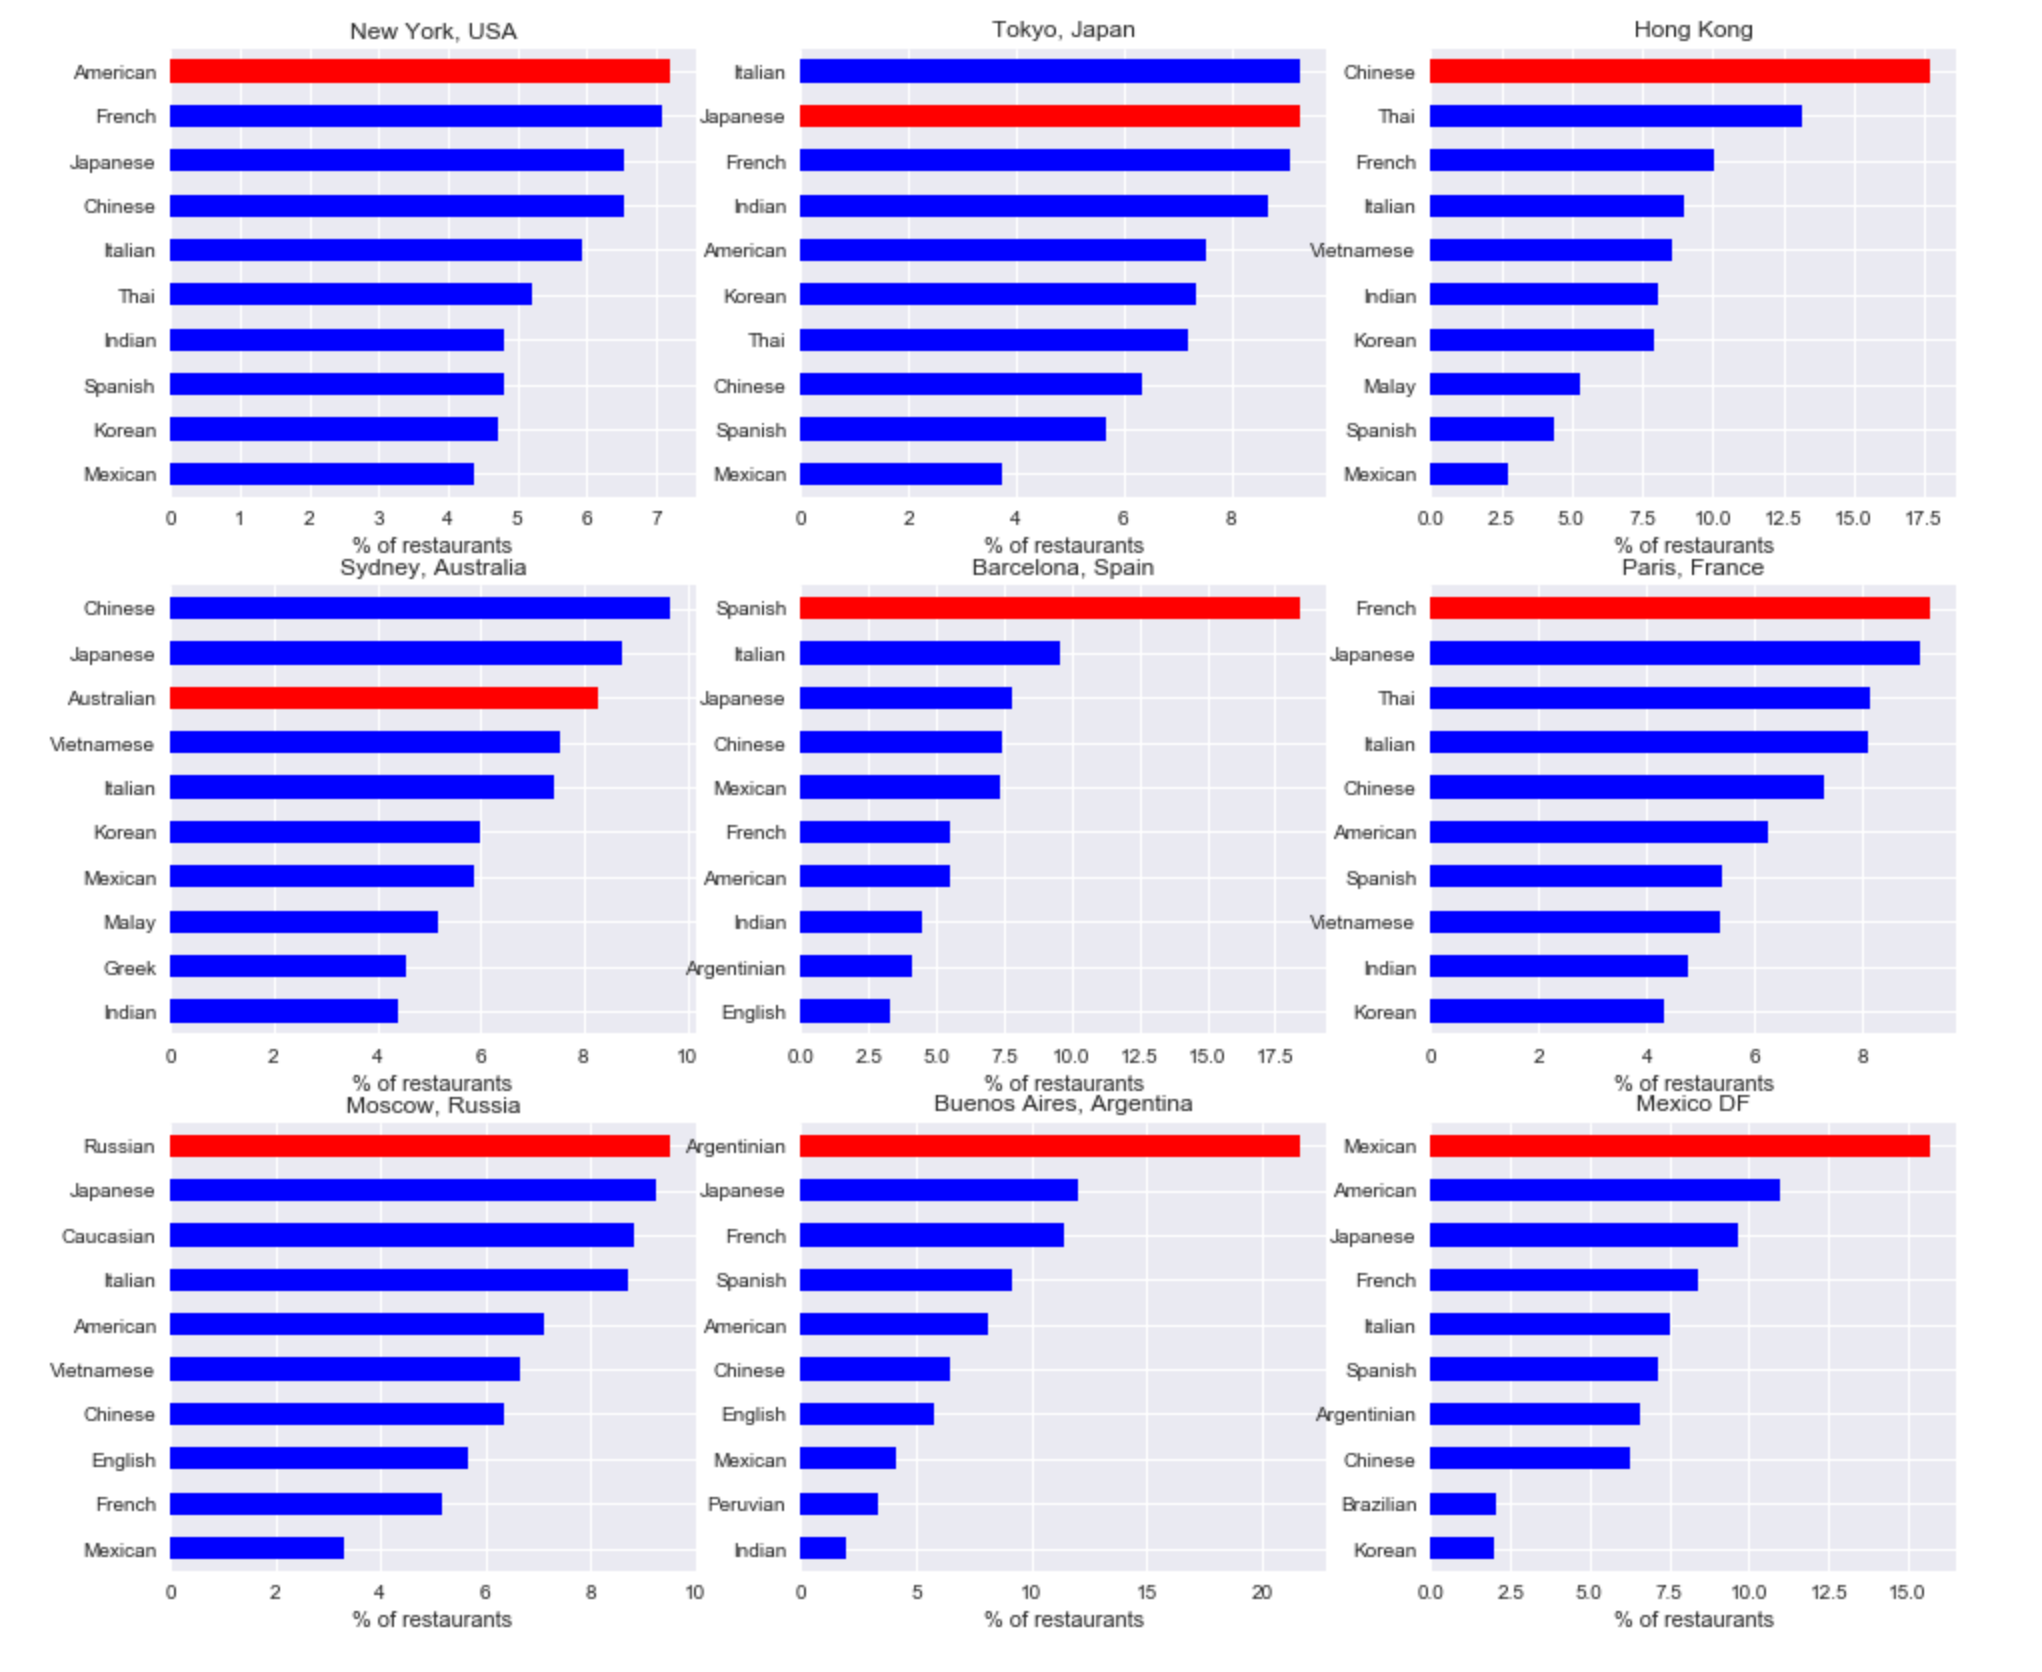 New York, USA
American
French
Japanese
Chinese
Italian
Thai
Indian
Spanish
Korean
Mexican
0 1 2 3 4 5 6 7
% of restaurants
Tokyo, Japan
Italian
Japanese
French
Indian
American
Korean
Thai
Chinese
Spanish
Mexican
0 2 4 6 8
% of restaurants
Hong Kong
Chinese
Thai
French
Italian
Vietnamese
Indian
Korean
Malay
Spanish
Mexican
0.0 2.5 5.0 7.5 10.0 12.5 15.0 17.5
% of restaurants
Sydney, Australia
Chinese
Japanese
Australian
Vietnamese
Italian
Korean
Mexican
Malay
Greek
Indian
0 2 4 6 8 10
% of restaurants
Barcelona, Spain
Spanish
Italian
Japanese
Chinese
Mexican
French
American
Indian
Argentinian
English
0.0 2.5 5.0 7.5 10.0 12.5 15.0 17.5
% of restaurants
Paris, France
French
Japanese
Thai
Italian
Chinese
American
Spanish
Vietnamese
Indian
Korean
0 2 4 6 8
% of restaurants
Moscow, Russia
Russian
Japanese
Caucasian
Italian
American
Vietnamese
Chinese
English
French
Mexican
0 2 4 6 8 10
% of restaurants
Buenos Aires, Argentina
Argentinian
Japanese
French
Spanish
American
Chinese
English
Mexican
Peruvian
Indian
0 5 10 15 20
% of restaurants
Mexico DF
Mexican
American
Japanese
French
Italian
Spanish
Argentinian
Chinese
Brazilian
Korean
0.0 2.5 5.0 7.5 10.0 12.5 15.0
% of restaurants